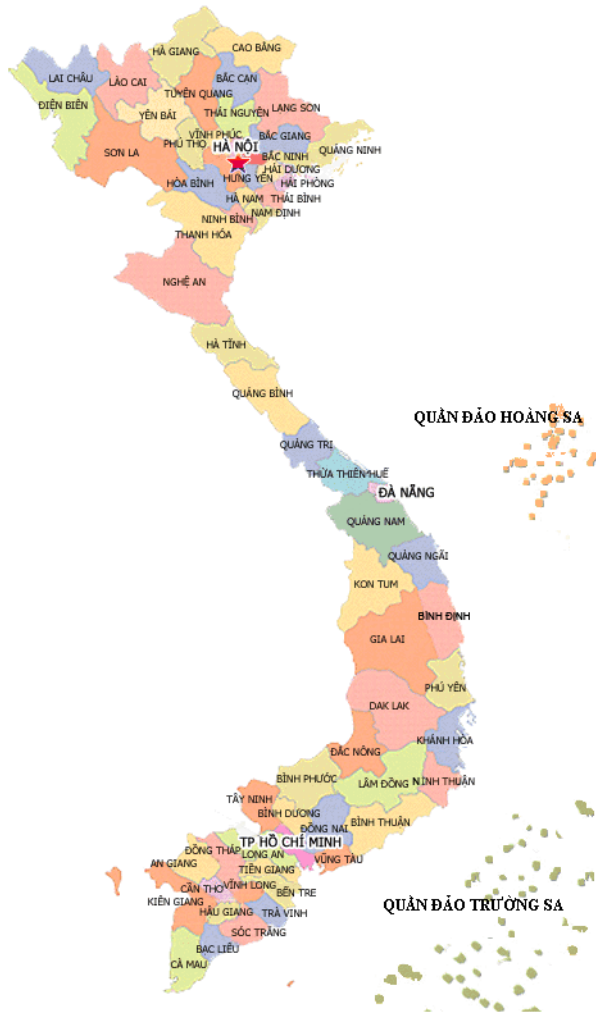 HÀ GIANG
CAO BẰNG
LAI CHÂU
LÀO CAI
BẮC CẠN
ĐIỆN BIÊN
TUYÊN QUANG
LẠNG SƠN
YÊN BÁI
THÁI NGUYÊN
VĨNH PHÚC
BẮC GIANG
PHÚ THỌ
HÀ NỘI
SƠN LA
BẮC NINH
QUẢNG NINH
HẢI DƯƠNG
HƯNG YÊN
HÒA BÌNH
HẢI PHÒNG
HÀ NAM
THÁI BÌNH
NAM ĐỊNH
NINH BÌNH
THANH HÓA
NGHỆ AN
HÀ TĨNH
QUẢNG BÌNH
QUẦN ĐẢO HOÀNG SA
QUẢNG TRỊ
THỪA THIÊN HUẾ
ĐÀ NẴNG
QUẢNG NAM
QUẢNG NGÃI
KON TUM
BÌNH ĐỊNH
GIA LAI
PHÚ YÊN
DAK LAK
KHÁNH HÒA
ĐẮC NÔNG
BÌNH PHƯỚC
LÂM ĐỒNG
NINH THUẬN
TÂY NINH
BÌNH DƯƠNG
BÌNH THUẬN
ĐỒNG NAI
TP HỒ CHÍ MINH
ĐỒNG THÁP
LONG AN
VŨNG TÀU
AN GIANG
TIỀN GIANG
CẦN THƠ
VĨNH LONG
BẾN TRE
KIÊN GIANG
QUẦN ĐẢO TRƯỜNG SA
HẬU GIANG
TRÀ VINH
SÓC TRĂNG
BẠC LIÊU
CÀ MAU